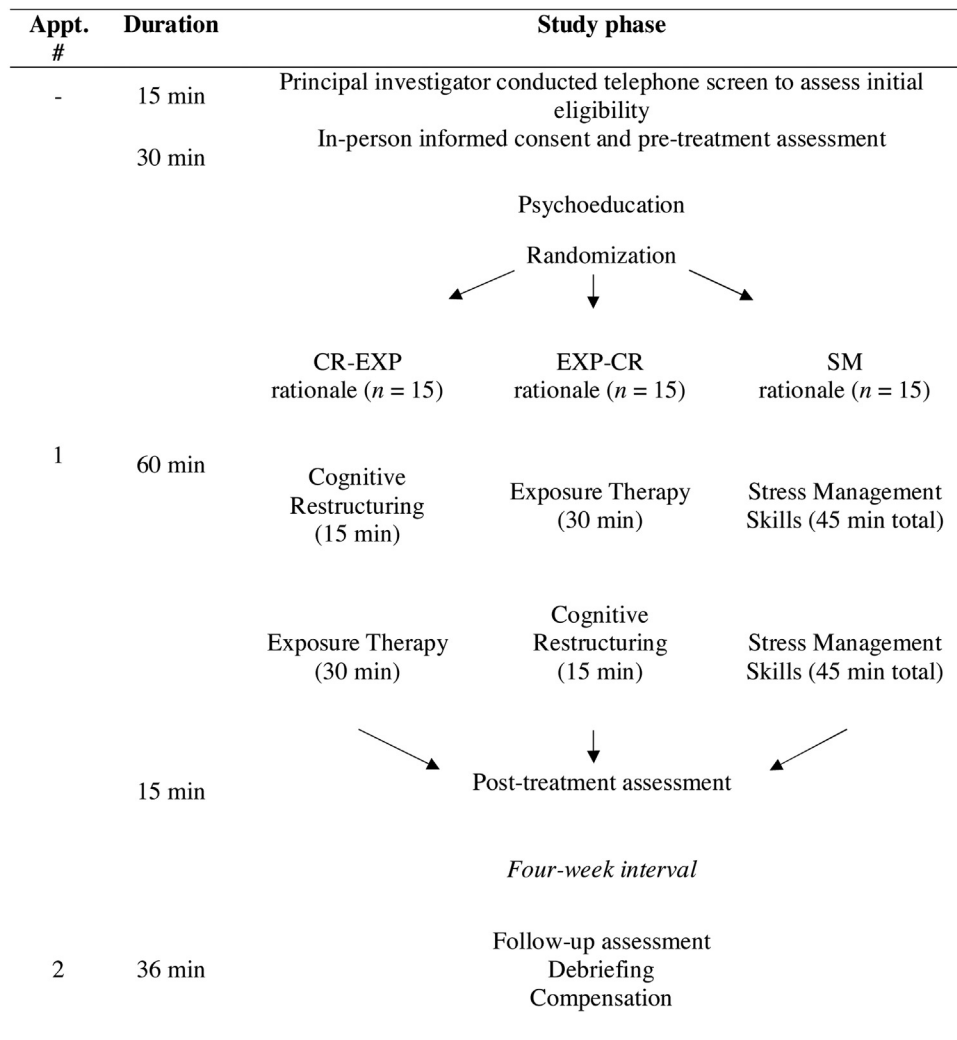 Appt. # Duration Study phase
- 15 min Principal investigator conducted telephone screen to assess initial
eligibility
30 min In-person informed consent and pre-treatment assessment
Psychoeducation
Randomization
CR-EXP
rationale (n = 15)
EXP-CR
rationale (n = 15)
SM
rationale (n = 15)
1 60 min
Cognitive
Restructuring
(15 min)
Exposure Therapy
(30 min)
Stress Management
Skills (45 min total)
Exposure Therapy
(30 min)
Cognitive
Restructuring
(15 min)
Stress Management
Skills (45 min total)
15 min Post-treatment assessment
Four-week interval
Follow-up assessment
2 36 min Debriefing
Compensation